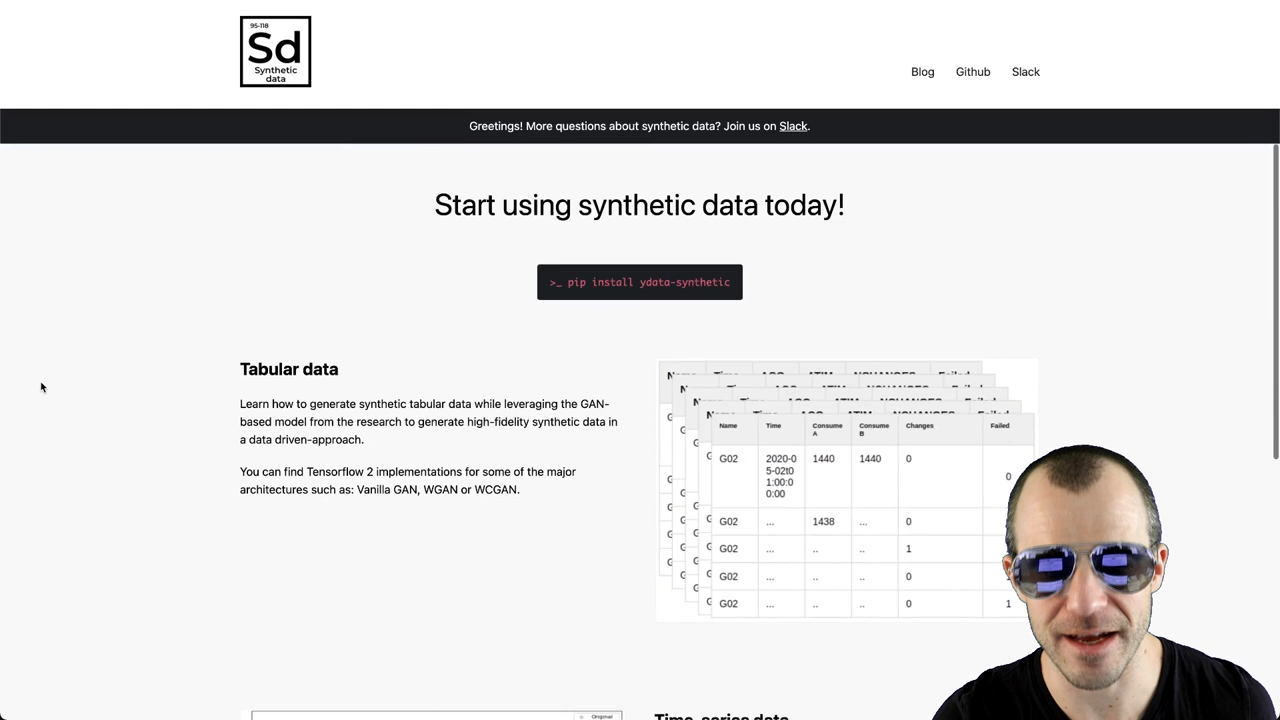 95-118
Sd
Synthetic
data
Blog
Github
Slack
Greetings! More questions about synthetic data? Join us on Slack.
Start using synthetic data today!
>_ pip install ydata-synthetic
Tabular data
Learn how to generate synthetic tabular data while leveraging the GAN-
based model from the research to generate high-fidelity synthetic data in
a data driven-approach.
You can find Tensorflow 2 implementations for some of the major
architectures such as: Vanilla GAN, WGAN or WCGAN.
Name Time Consume A Consume B Changes Failed
G02 2020-0 1440 1440 0 0
5-02t0
1:00:0
0:00
G02 ... 1438 ... 0
G02 ... .. .. 1
G02 ... .. .. 0
G02 ... .. .. 0 1
Original
Time-series data